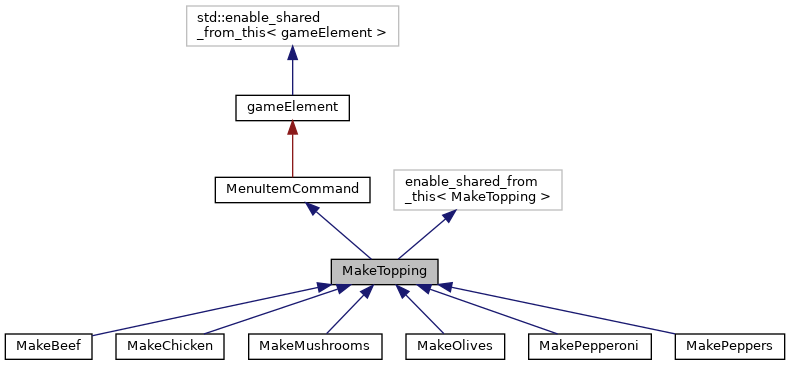 std::enable_shared
_from_this< gameElement >
gameElement
MenuItemCommand
enable_shared_from
_this< MakeTopping >
MakeTopping
MakeBeef
MakeChicken
MakeMushrooms
MakeOlives
MakePepperoni
MakePeppers